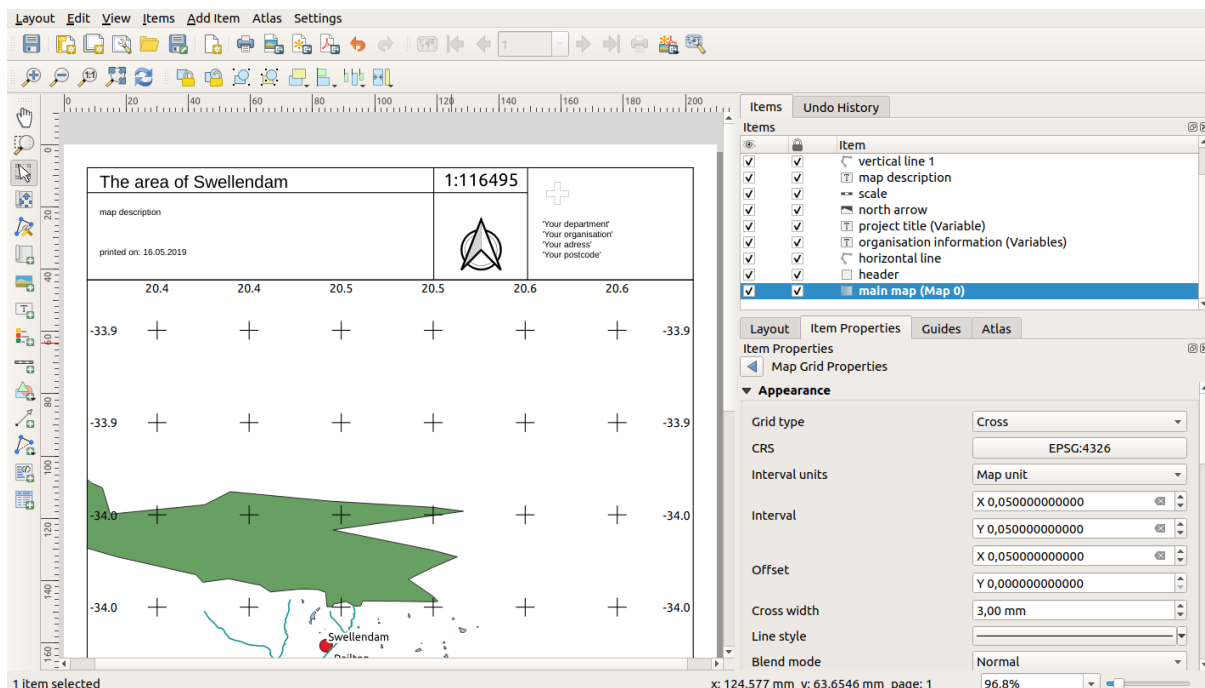 Layout Edit View Items Add Item Atlas Settings
1:1
1
0 20 40 60 80 100 120 140 160 180 200
0
20
40
60
80
100
120
140
160
The area of Swellendam
1:116495
map description
'Your department'
'Your organisation'
'Your adress'
'Your postcode'
printed on: 16.05.2019
20.4 20.4 20.5 20.5 20.6 20.6
-33.9 -33.9
-33.9 -33.9
-34.0 -34.0
-34.0 -34.0
Swellendam
Items Undo History
Items
Item
vertical line 1
map description
scale
north arrow
project title (Variable)
organisation information (Variables)
horizontal line
header
main map (Map 0)
Layout Item Properties Guides Atlas
Item Properties
Map Grid Properties
Appearance
Grid type Cross
CRS EPSG:4326
Interval units Map unit
Interval
X 0,050000000000
Y 0,050000000000
Offset
X 0,050000000000
Y 0,000000000000
Cross width 3,00 mm
Line style
Blend mode Normal
1 item selected
x: 124.577 mm y: 63.6546 mm page: 1
96.8%